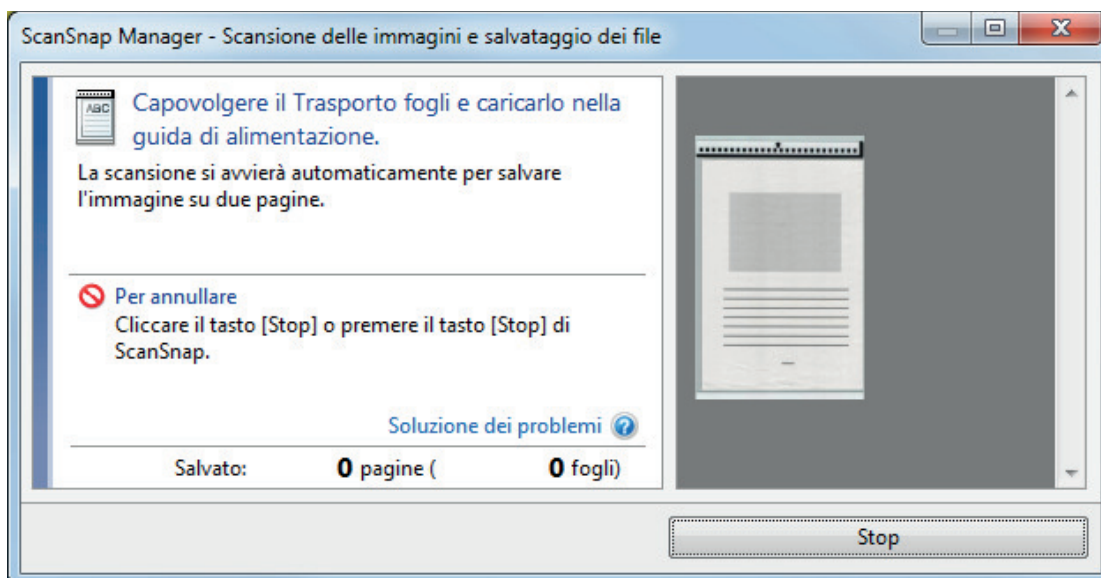 ScanSnap Manager - Scansione delle immagini e salvataggio dei file
ABC
Capovolgere il Trasporto fogli e caricarlo nella
guida di alimentazione.
La scansione si avvierà automaticamente per salvare
l'immagine su due pagine.
Per annullare
Cliccare il tasto [Stop] o premere il tasto [Stop] di
ScanSnap.
Soluzione dei problemi ?
Salvato: 0 pagine ( 0 fogli)
Stop